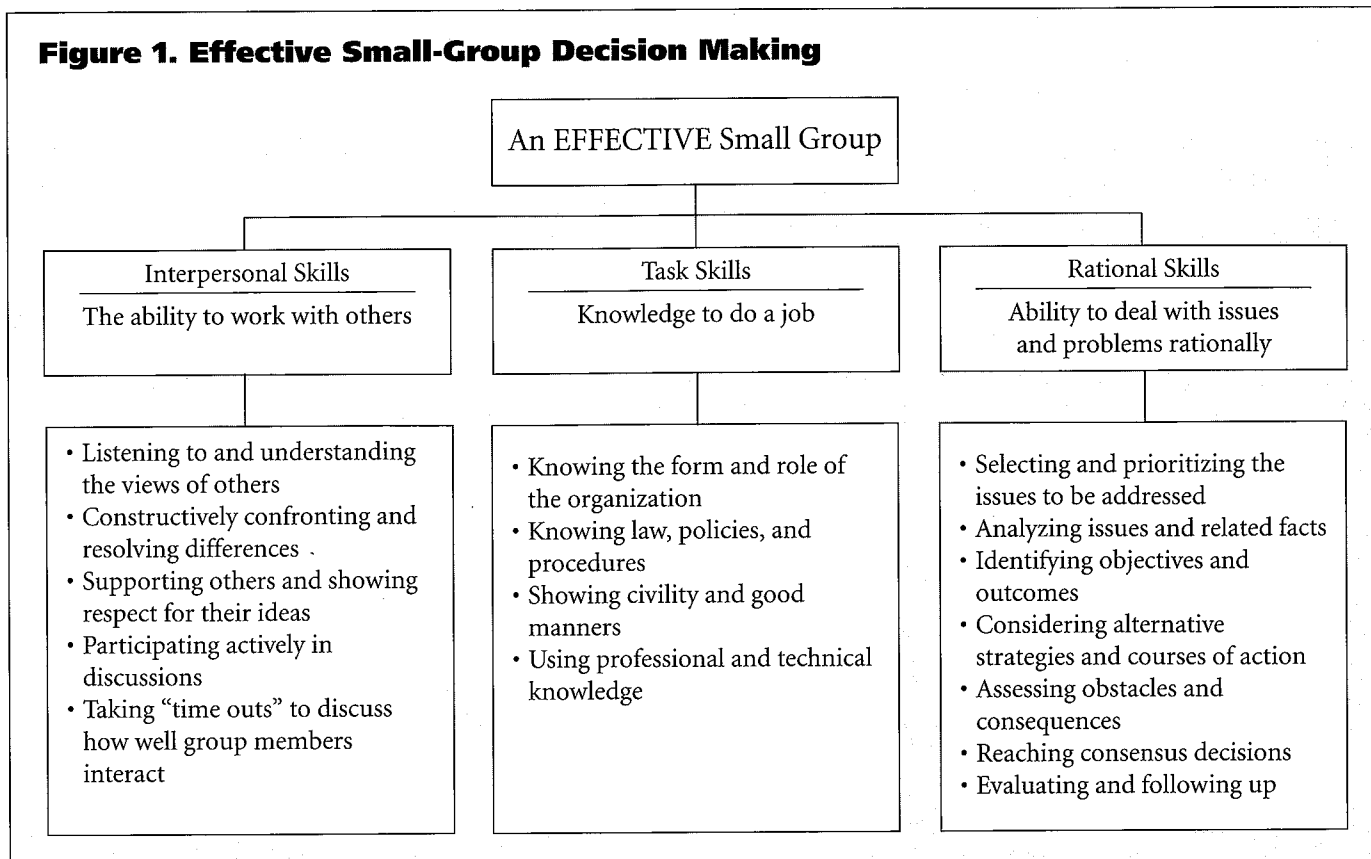 Figure 1. Effective Small-Group Decision Making
An EFFECTIVE Small Group
Interpersonal Skills
The ability to work with others
Task Skills
Knowledge to do a job
Rational Skills
Ability to deal with issues
and problems rationally
• Listening to and understanding
the views of others
• Constructively confronting and
resolving differences
• Supporting others and showing
respect for their ideas
• Participating actively in
discussions
• Taking “time outs” to discuss
how well group members
interact
• Knowing the form and role of
the organization
• Knowing law, policies, and
procedures
• Showing civility and good
manners
• Using professional and technical
knowledge
• Selecting and prioritizing the
issues to be addressed
• Analyzing issues and related facts
• Identifying objectives and
outcomes
• Considering alternative
strategies and courses of action
• Assessing obstacles and
consequences
• Reaching consensus decisions
• Evaluating and following up